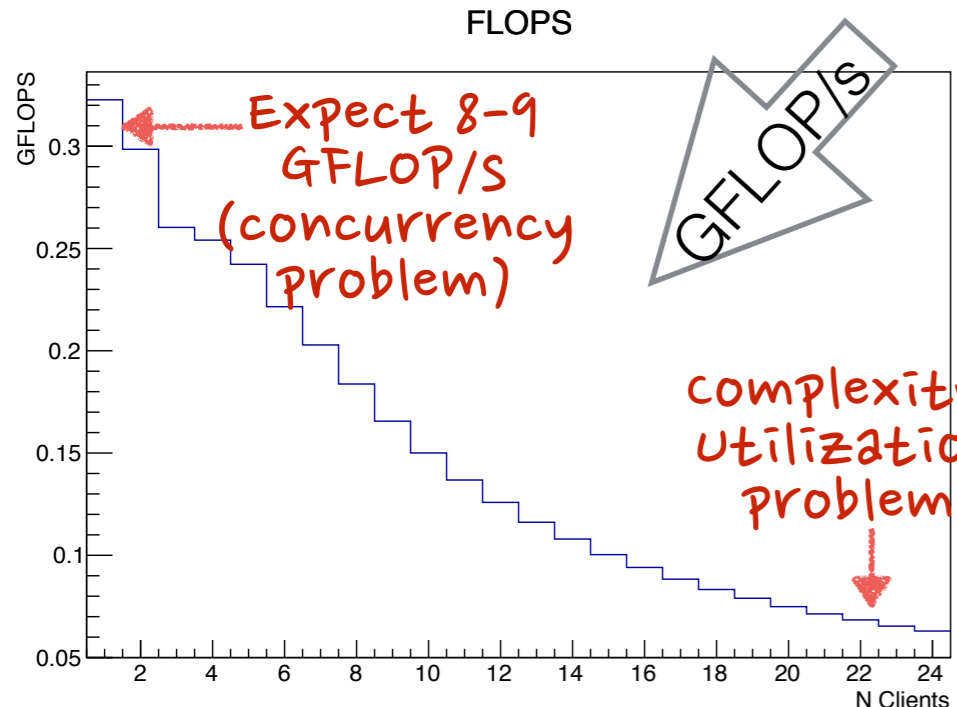 FLOPS
GFLOPS
GFLOP/s
Expect 8-9
GFLOP/s
(concurrency
problem)
0.3
0.25
0.2
0.15
0.1
0.05
problem
2 4 6 8 10 12 14 16 18 20 22 24
N Clients